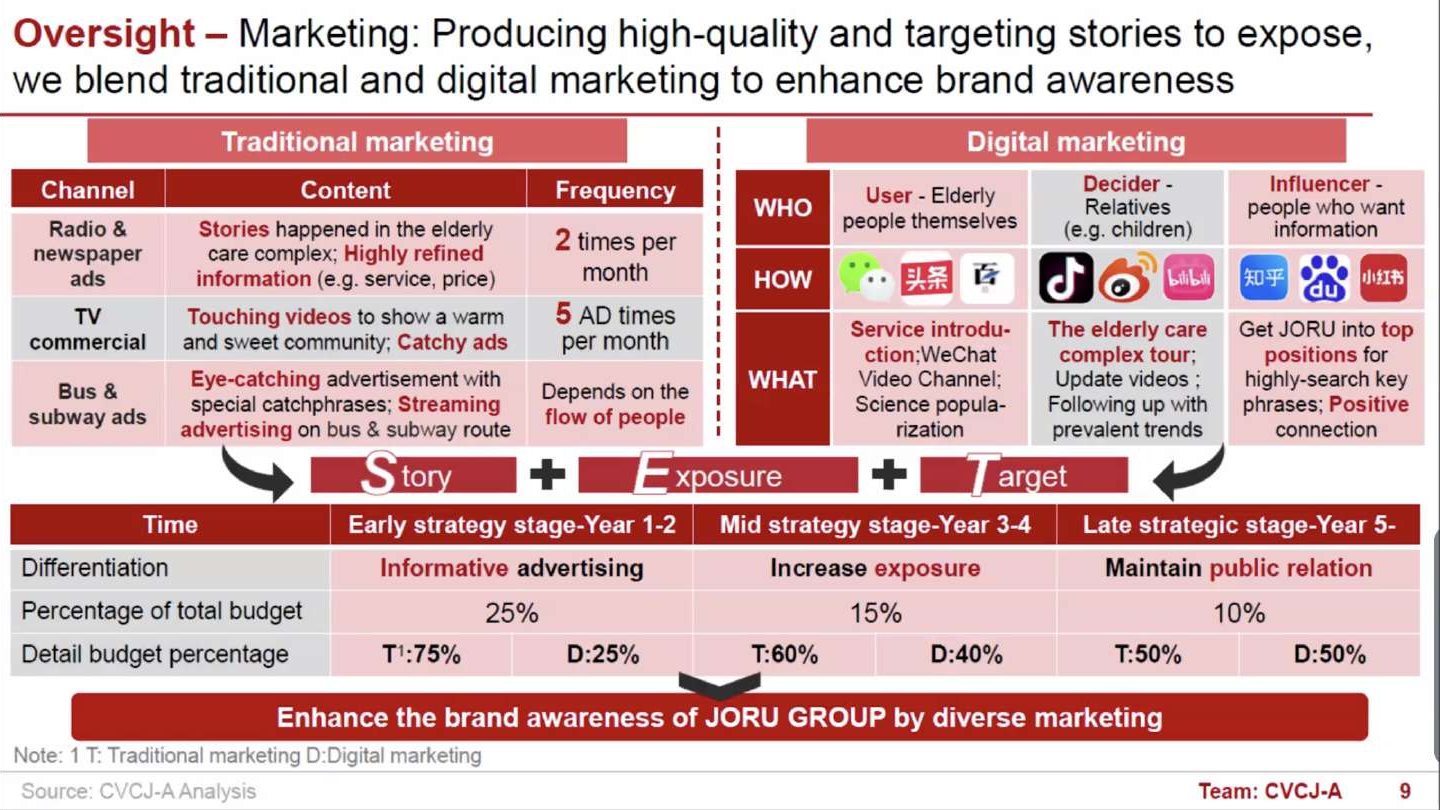 Oversight – Marketing: Producing high-quality and targeting stories to expose,
we blend traditional and digital marketing to enhance brand awareness
Traditional marketing
Channel Content Frequency
Radio &
newspaper
ads
Stories happened in the elderly
care complex; Highly refined
information (e.g. service, price)
2 times per
month
TV
commercial
Touching videos to show a warm
and sweet community; Catchy ads
5 AD times
per month
Bus &
subway ads
Eye-catching advertisement with
special catchphrases; Streaming
advertising on bus & subway route
Depends on the
flow of people
Digital marketing
WHO
User - Elderly
people themselves
Decider -
Relatives
(e.g. children)
Influencer -
people who want
information
HOW
头条
bilibili
知乎
du
小红书
WHAT
Service introdu-
ction;WeChat
Video Channel;
Science popula-
rization
The elderly care
complex tour;
Update videos ;
Following up with
prevalent trends
Get JORU into top
positions for
highly-search key
phrases; Positive
connection
Story + Exposure + Target
Time Early strategy stage-Year 1-2 Mid strategy stage-Year 3-4 Late strategic stage-Year 5-
Differentiation Informative advertising Increase exposure Maintain public relation
Percentage of total budget 25% 15% 10%
Detail budget percentage T1:75% D:25% T:60% D:40% T:50% D:50%
Enhance the brand awareness of JORU GROUP by diverse marketing
Note: 1 T: Traditional marketing D:Digital marketing
Source: CVCJ-A Analysis
Team: CVCJ-A 9